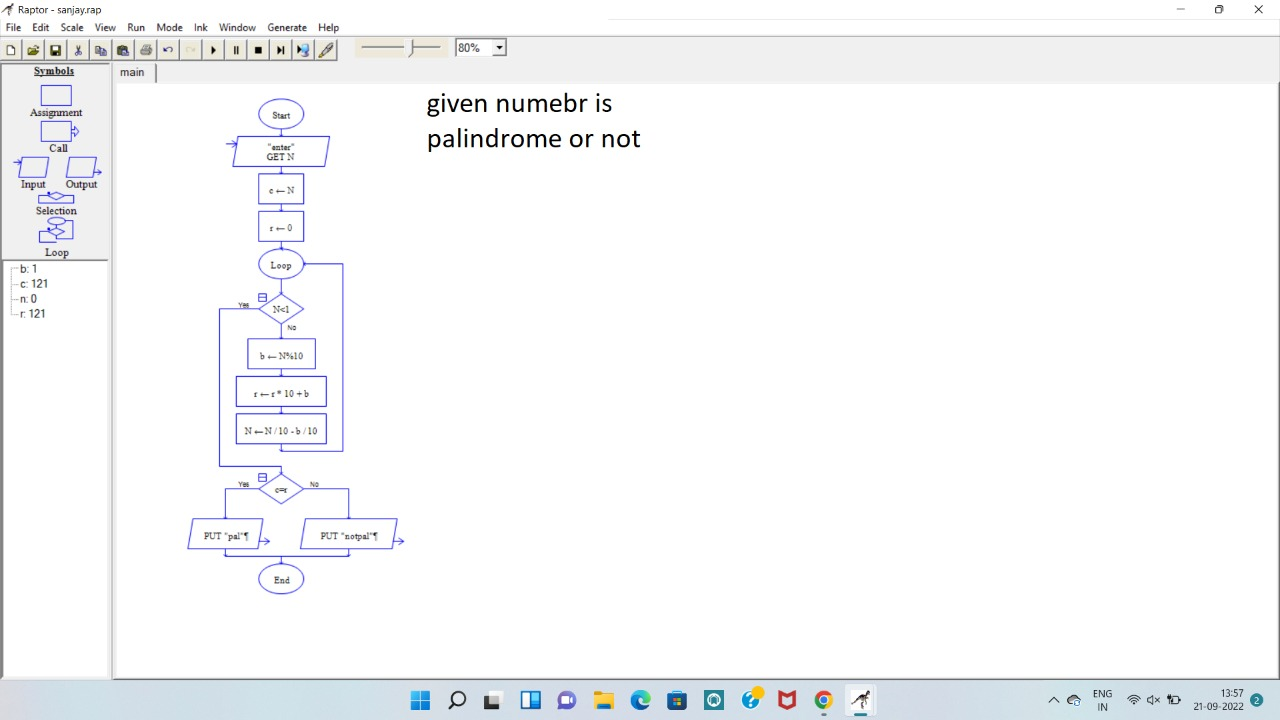 Raptor - sanjay.rap
File Edit Scale View Run Mode Ink Window Generate Help
80%
Symbols
main
Assignment
Call
Input Output
Selection
Loop
b: 1
c: 121
n: 0
r: 121
given numebr is
palindrome or not
Start
"enter"
GET N
c ← N
r ← 0
Loop
Yes
N<1
No
b ← N%10
r ← r * 10 + b
N ← N / 10 - b / 10
Yes
c=r
No
PUT "pal"¶
PUT "notpal"¶
End
ENG
IN
13:57
21-09-2022
2